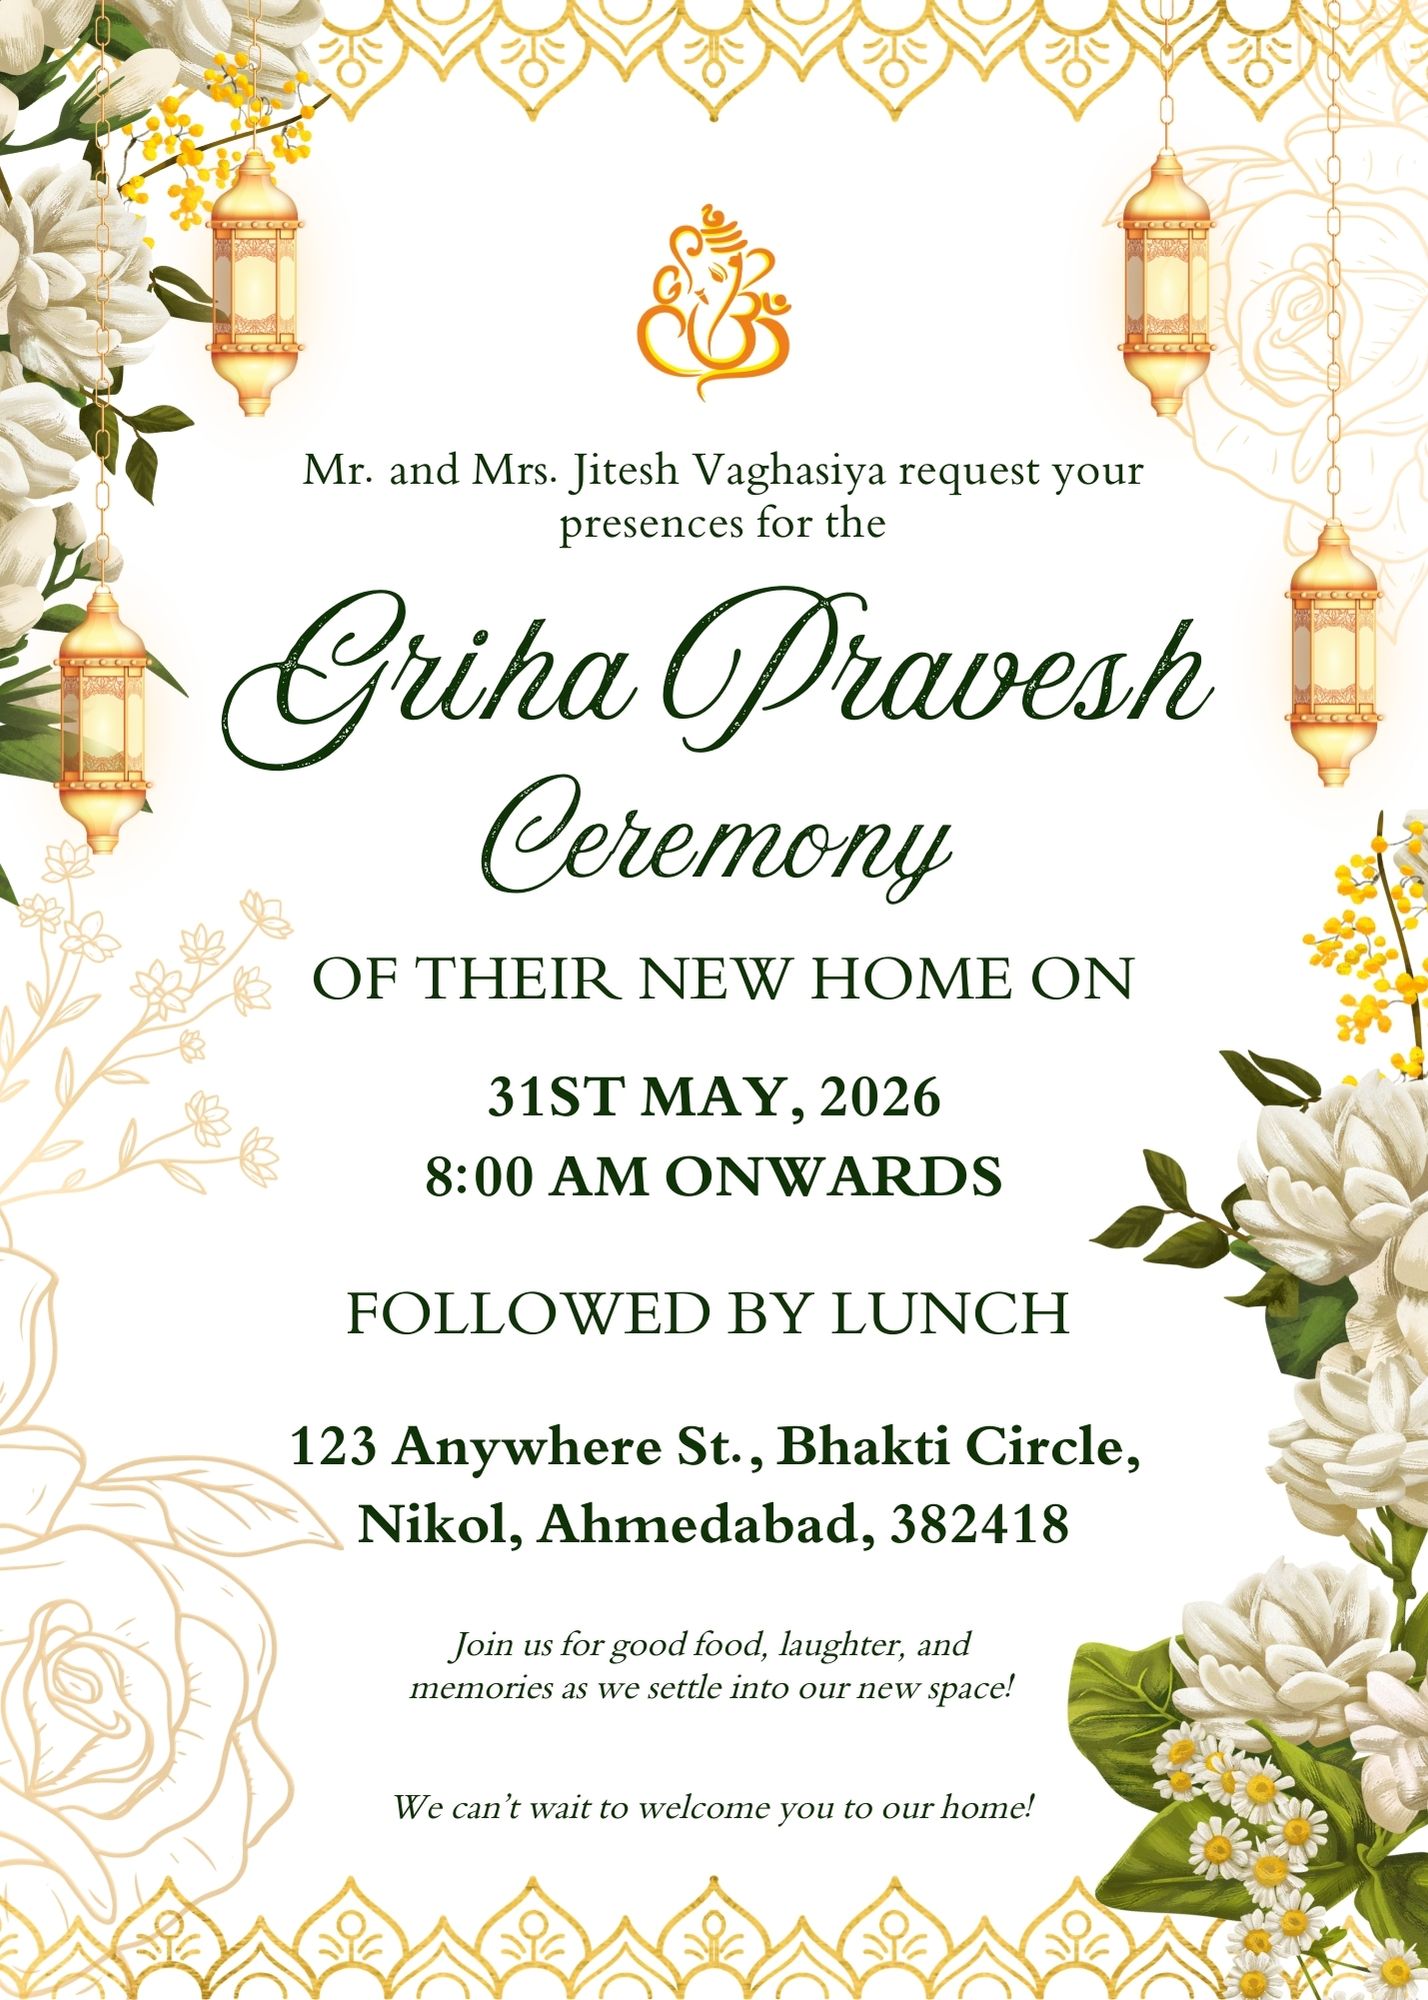 Mr. and Mrs. Jitesh Vaghasiya request your
presences for the
Griha Pravesh
Ceremony
OF THEIR NEW HOME ON
31ST MAY, 2026
8:00 AM ONWARDS
FOLLOWED BY LUNCH
123 Anywhere St., Bhakti Circle,
Nikol, Ahmedabad, 382418
Join us for good food, laughter, and
memories as we settle into our new space!
We can't wait to welcome you to our home!